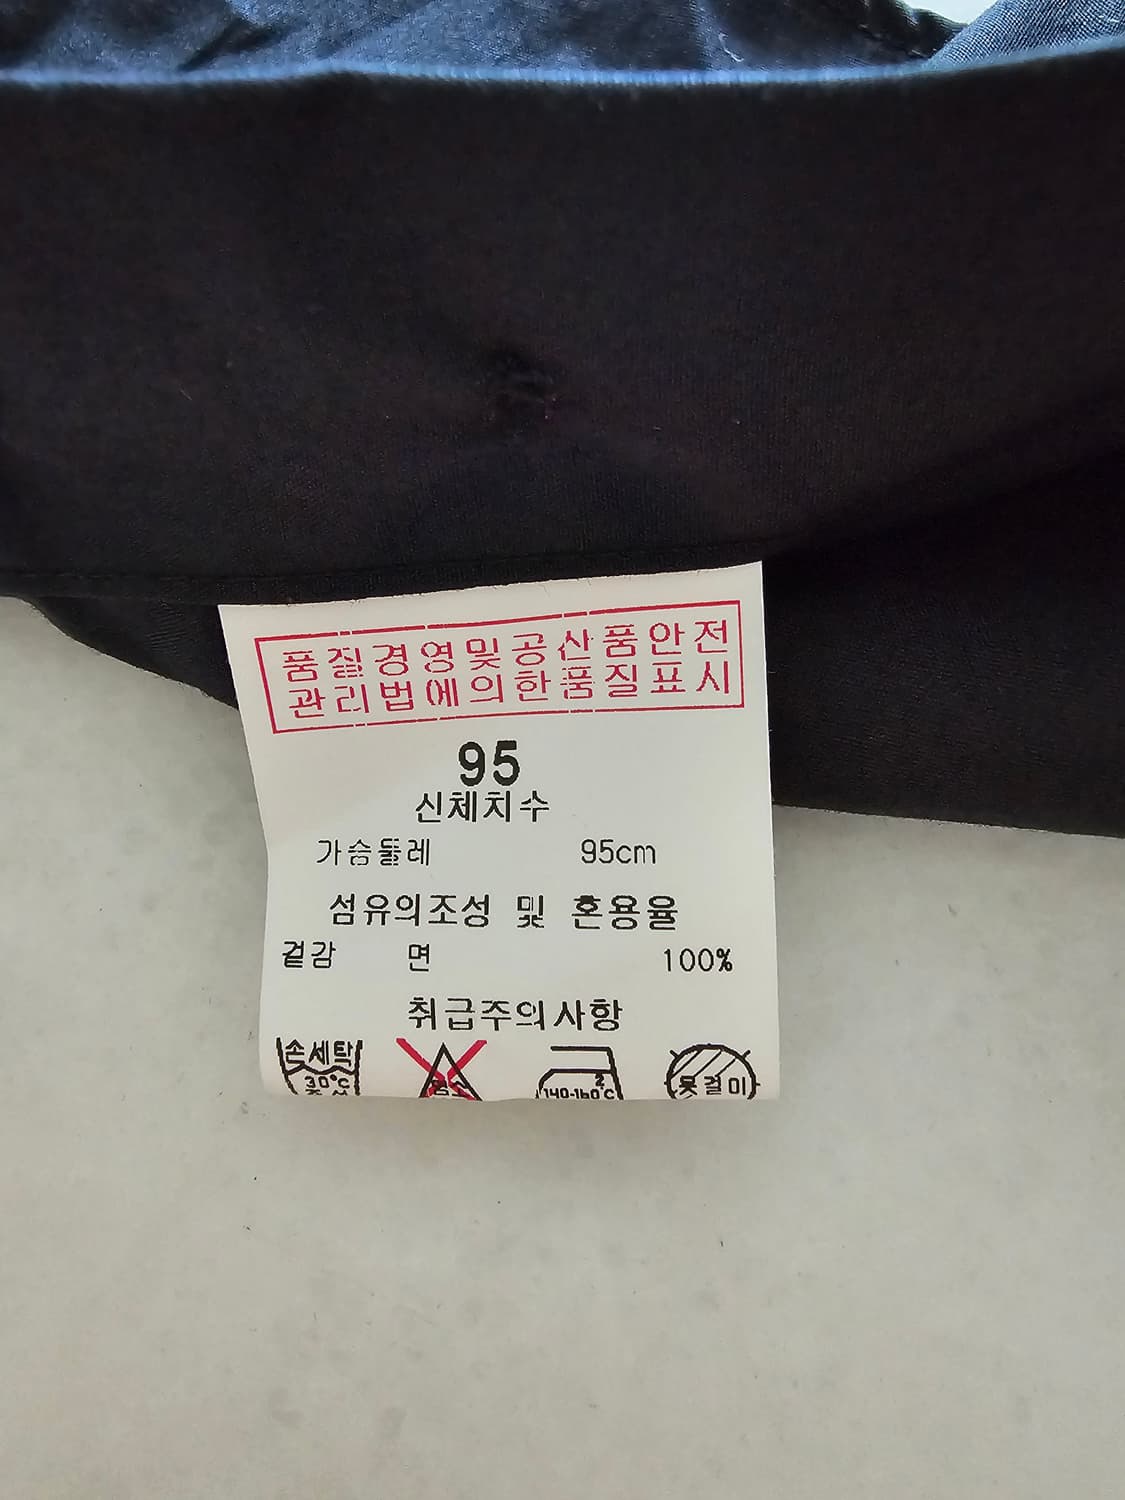 품질경영및공산품안전
관리법에의한품질표시
95
신체치수
가슴둘레 95cm
섬유의조성 및 혼용율
겉감 면 100%
취급주의사항
손세탁 옷걸이
30°c 140-160°C